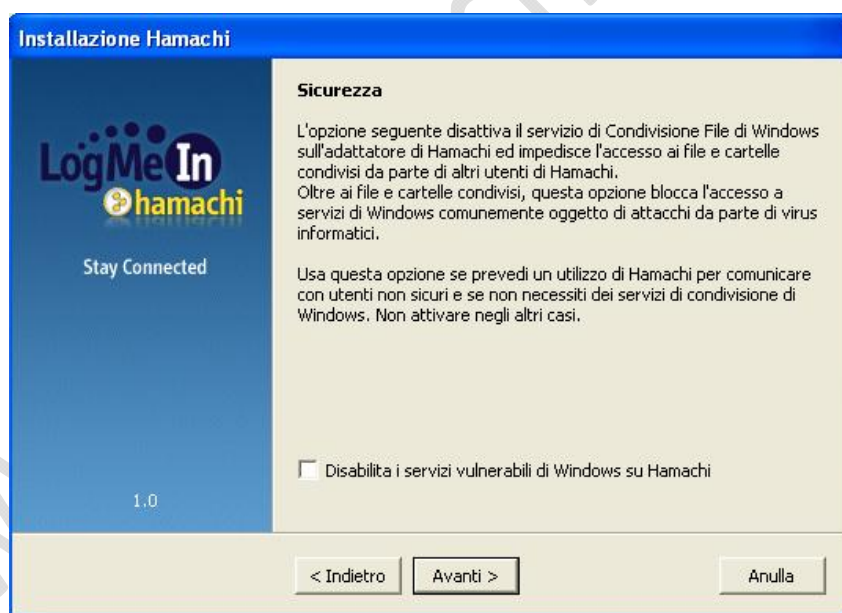 Installazione Hamachi
LogMeIn
hamachi
Stay Connected
1.0
Sicurezza
L'opzione seguente disattiva il servizio di Condivisione File di Windows
sull'adattatore di Hamachi ed impedisce l'accesso ai file e cartelle
condivisi da parte di altri utenti di Hamachi.
Oltre ai file e cartelle condivisi, questa opzione blocca l'accesso a
servizi di Windows comunemente oggetto di attacchi da parte di virus
informatici.
Usa questa opzione se prevedi un utilizzo di Hamachi per comunicare
con utenti non sicuri e se non necessiti dei servizi di condivisione di
Windows. Non attivare negli altri casi.
Disabilita i servizi vulnerabili di Windows su Hamachi
< Indietro
Avanti >
Anulla